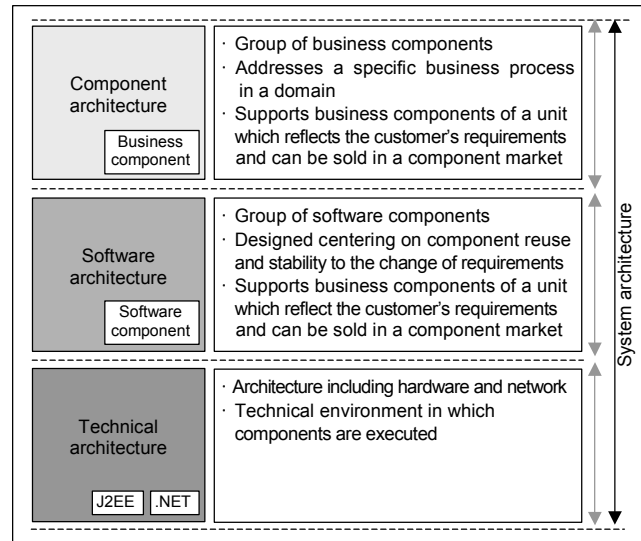 Component
architecture
Business
component
· Group of business components
· Addresses a specific business process
in a domain
· Supports business components of a unit
which reflects the customer's requirements
and can be sold in a component market
Software
architecture
Software
component
· Group of software components
· Designed centering on component reuse
and stability to the change of requirements
· Supports business components of a unit
which reflect the customer's requirements
and can be sold in a component market
Technical
architecture
J2EE .NET
· Architecture including hardware and network
· Technical environment in which
components are executed
System architecture